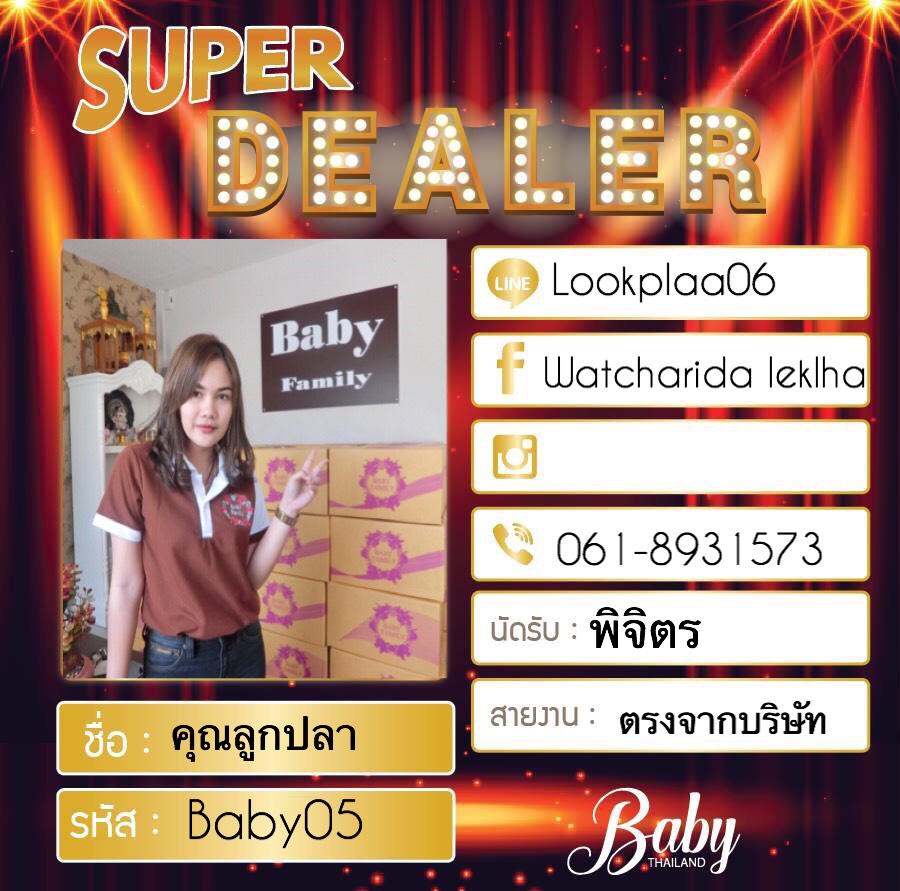 SUPER
DEALER
Baby
Family
LINE Lookplaa06
f Watcharida leklha
061-8931573
นัดรับ : พิจิตร
สายงาน : ตรงจากบริษัท
ชื่อ : คุณลูกปลา
รหัส : Baby05
Baby
THAILAND